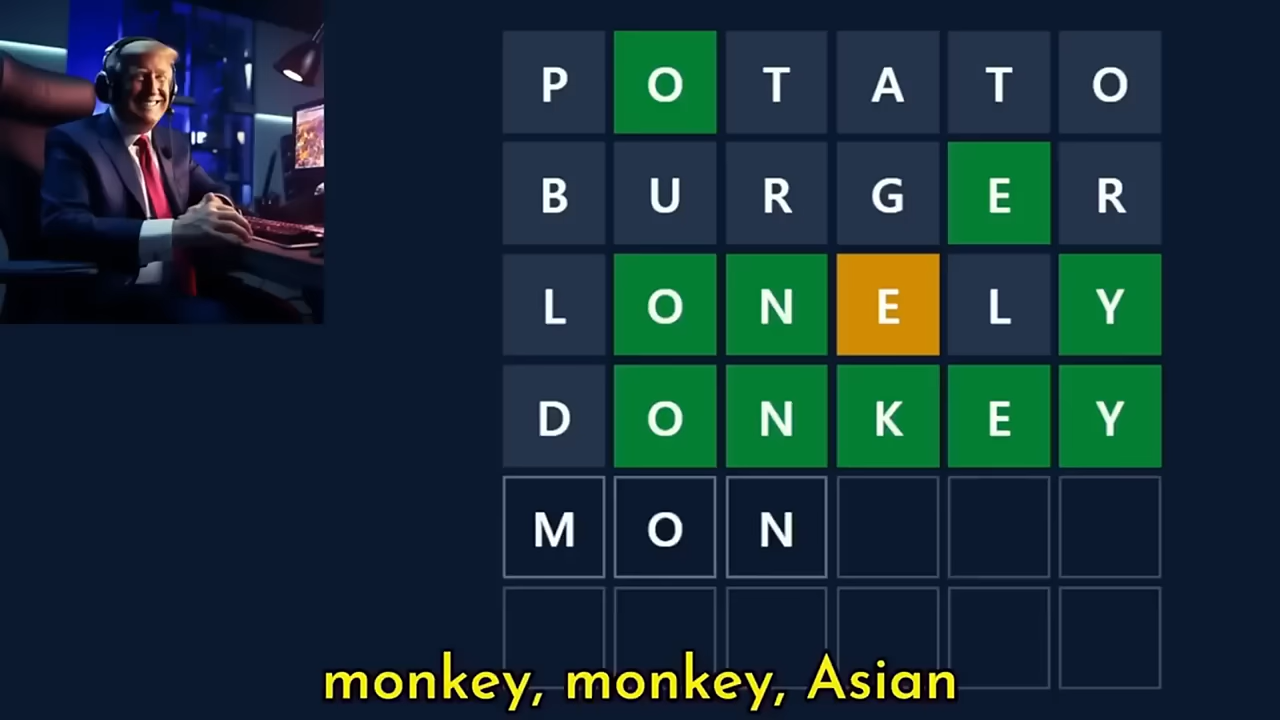 POTATO
BURGER
LONELY
DONKEY
MON
monkey, monkey, Asian